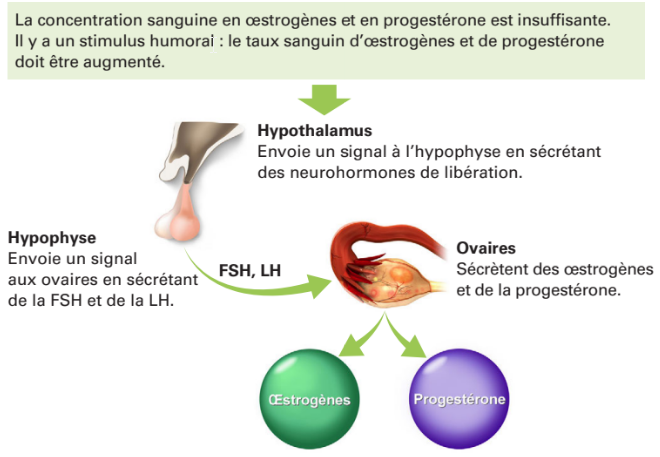 La concentration sanguine en œstrogènes et en progestérone est insuffisante.
Il y a un stimulus humorai : le taux sanguin d'œstrogènes et de progestérone
doit être augmenté.
Hypothalamus
Envoie un signal à l'hypophyse en sécrétant
des neurohormones de libération.
Hypophyse
Envoie un signal
aux ovaires en sécrétant
de la FSH et de la LH.
FSH, LH
Ovaires
Sécrètent des œstrogènes
et de la progestérone.
Œstrogènes
Progestérone